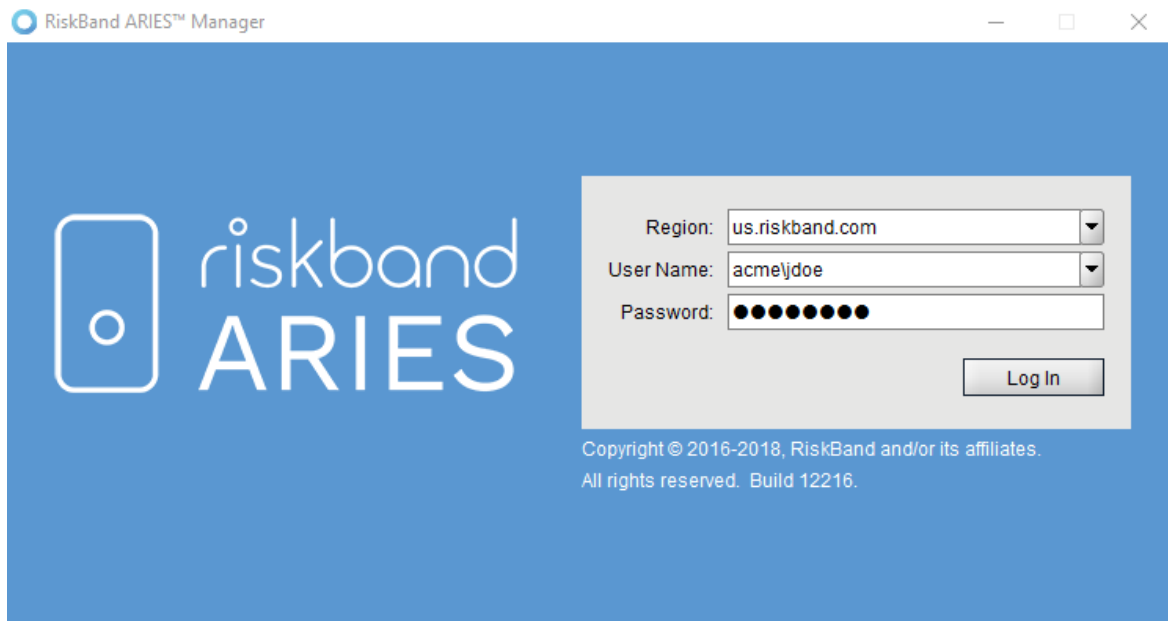 RiskBand ARIES™ Manager
riskband
ARIES
Region: us.riskband.com
User Name: acme\jdoe
Password: ●●●●●●●●
Log In
Copyright © 2016-2018, RiskBand and/or its affiliates.
All rights reserved. Build 12216.